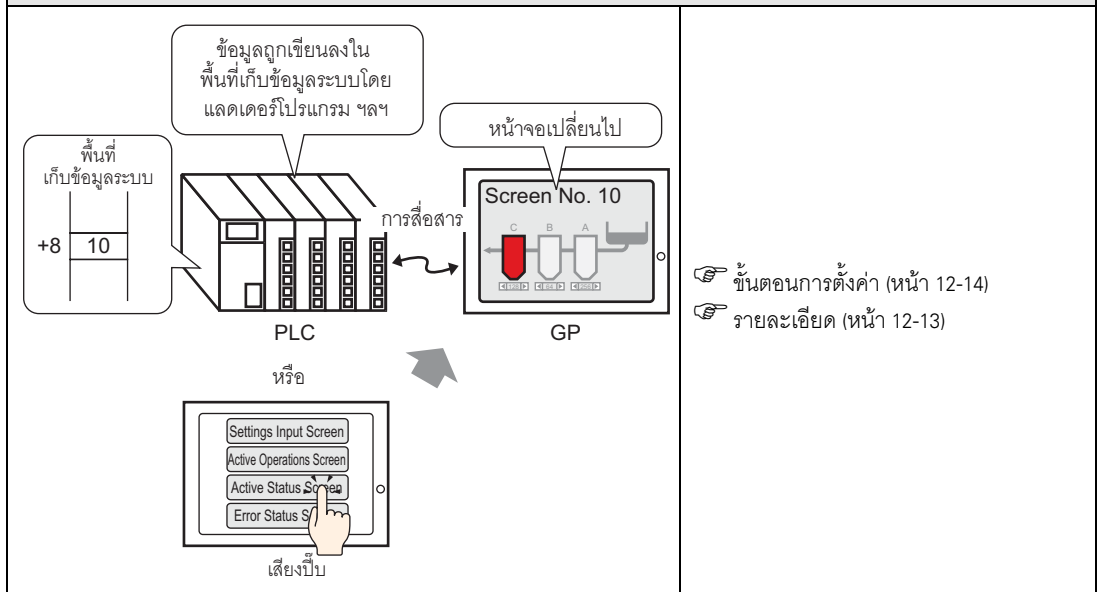 ข้อมูลถูกเขียนลงใน
พื้นที่เก็บข้อมูลระบบโดย
แลดเดอร์โปรแกรม ฯลฯ
หน้าจอเปลี่ยนไป
พื้นที่
เก็บข้อมูลระบบ
+8 10
การสื่อสาร
Screen No. 10
C B A
128 64 256
PLC
GP
หรือ
Settings Input Screen
Active Operations Screen
Active Status Screen
Error Status S
เสียงปี๊บ
☞ ขั้นตอนการตั้งค่า (หน้า 12-14)
☞ รายละเอียด (หน้า 12-13)